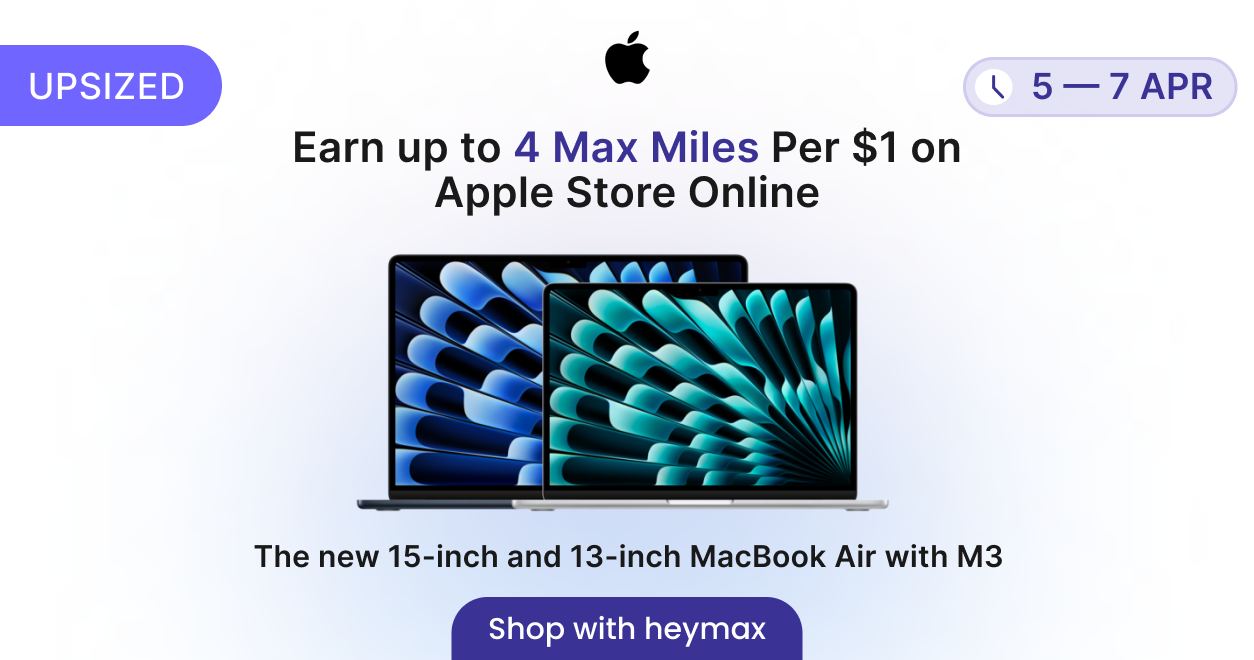 UPSIZED
5 — 7 APR
Earn up to 4 Max Miles Per $1 on
Apple Store Online
The new 15-inch and 13-inch MacBook Air with M3
Shop with heymax